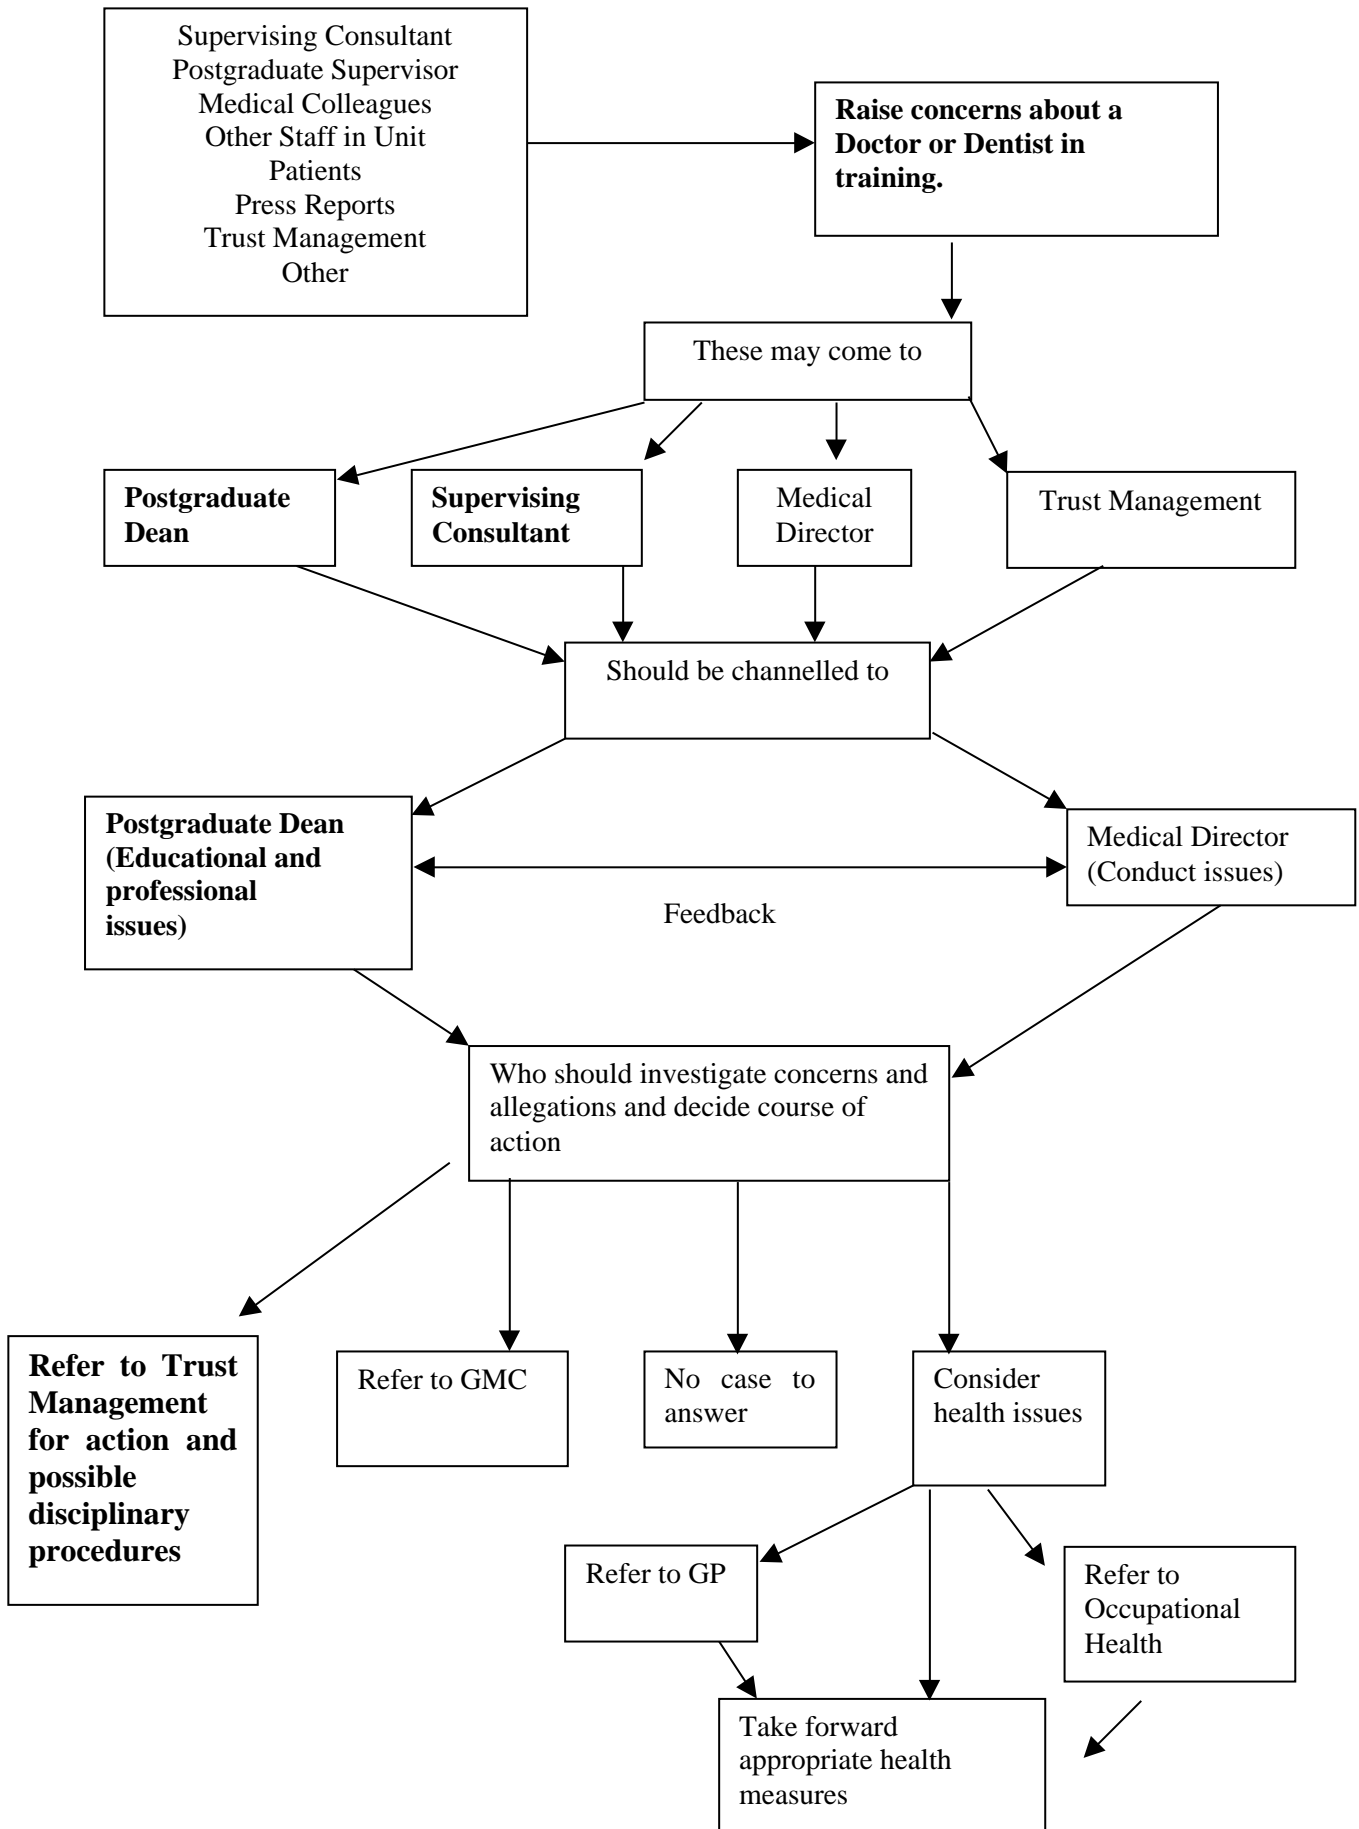 Supervising Consultant
Postgraduate Supervisor
Medical Colleagues
Other Staff in Unit
Patients
Press Reports
Trust Management
Other
Raise concerns about a
Doctor or Dentist in
training.
These may come to
Postgraduate
Dean
Supervising
Consultant
Medical
Director
Trust Management
Should be channelled to
Postgraduate Dean
(Educational and
professional
issues)
Medical Director
(Conduct issues)
Feedback
Who should investigate concerns and
allegations and decide course of
action
Refer to Trust
Management
for action and
possible
disciplinary
procedures
Refer to GMC
No case to
answer
Consider
health issues
Refer to GP
Refer to
Occupational
Health
Take forward
appropriate health
measures